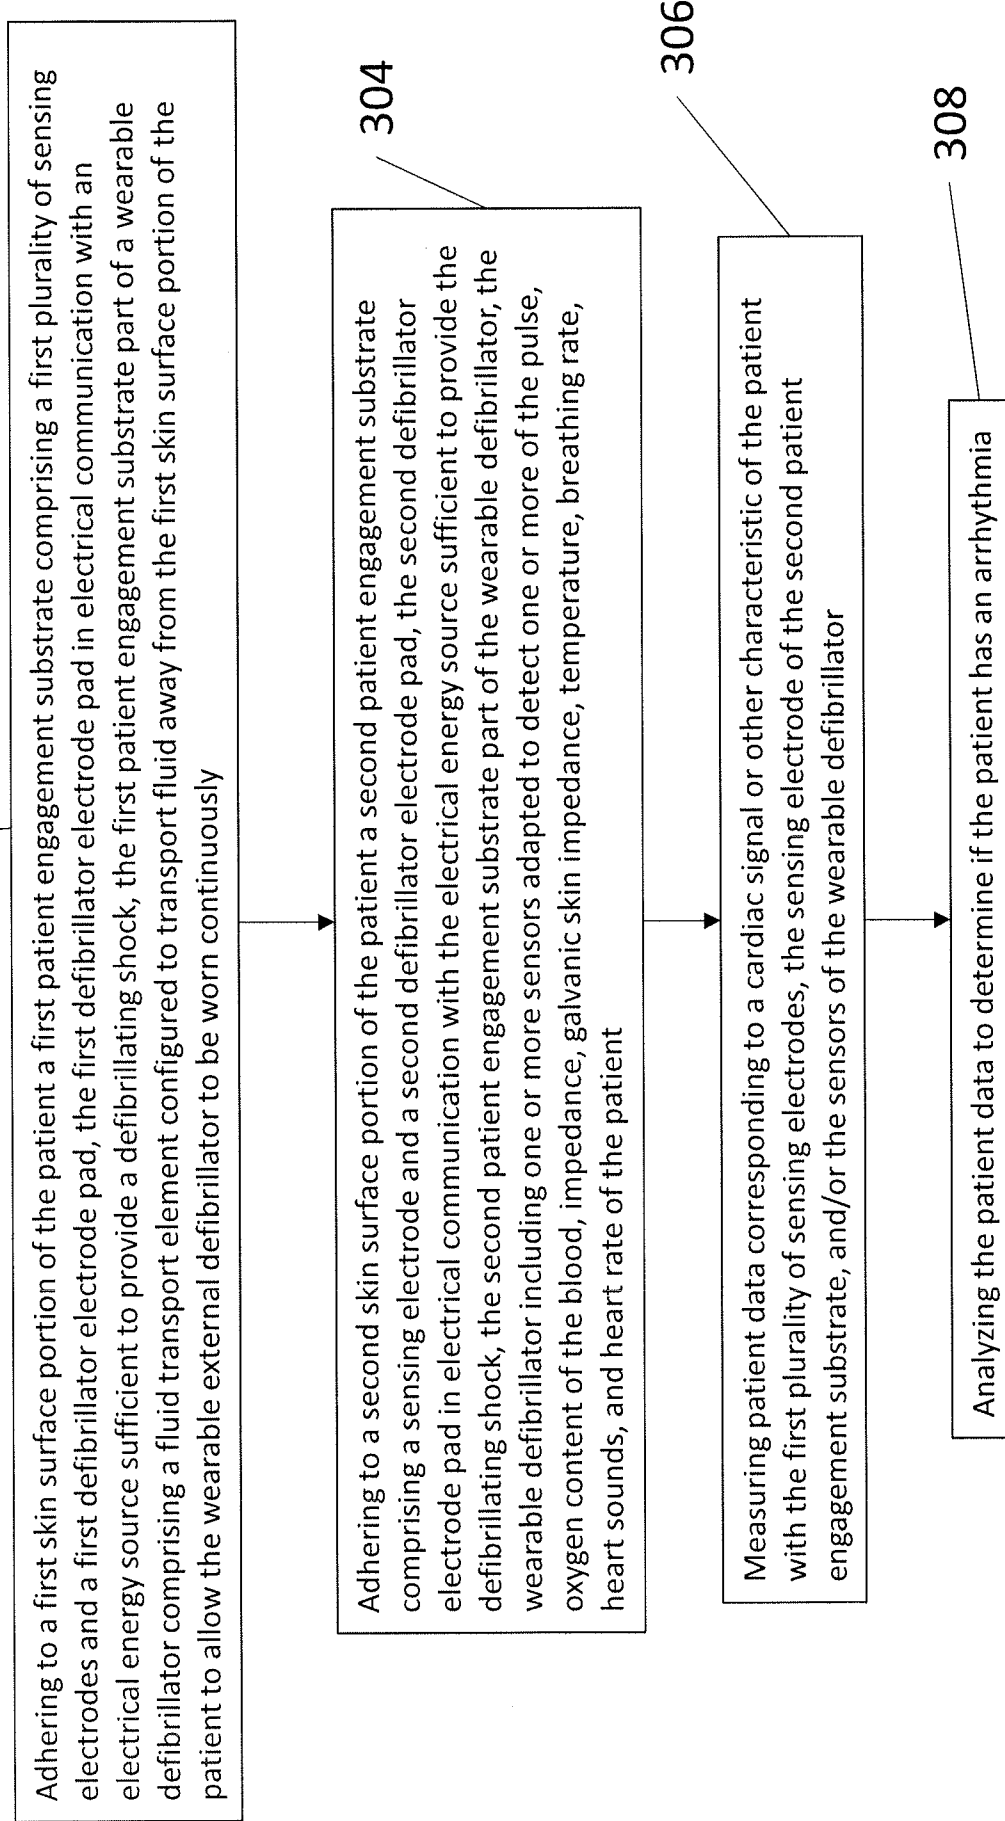 Adhering to a first skin surface portion of the patient a first patient engagement substrate comprising a first plurality of sensing
electrodes and a first defibrillator electrode pad, the first defibrillator electrode pad in electrical communication with an
electrical energy source sufficient to provide a defibrillating shock, the first patient engagement substrate part of a wearable
defibrillator comprising a fluid transport element configured to transport fluid away from the first skin surface portion of the
patient to allow the wearable external defibrillator to be worn continuously
304
Adhering to a second skin surface portion of the patient a second patient engagement substrate
comprising a sensing electrode and a second defibrillator electrode pad, the second defibrillator
electrode pad in electrical communication with the electrical energy source sufficient to provide the
defibrillating shock, the second patient engagement substrate part of the wearable defibrillator, the
wearable defibrillator including one or more sensors adapted to detect one or more of the pulse,
oxygen content of the blood, impedance, galvanic skin impedance, temperature, breathing rate,
heart sounds, and heart rate of the patient
306
Measuring patient data corresponding to a cardiac signal or other characteristic of the patient
with the first plurality of sensing electrodes, the sensing electrode of the second patient
engagement substrate, and/or the sensors of the wearable defibrillator
308
Analyzing the patient data to determine if the patient has an arrhythmia